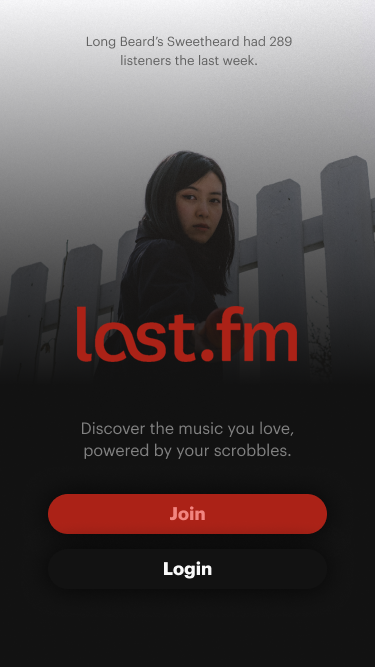 Long Beard's Sweetheard had 289
listeners the last week.
last.fm
Discover the music you love,
powered by your scrobbles.
Join
Login